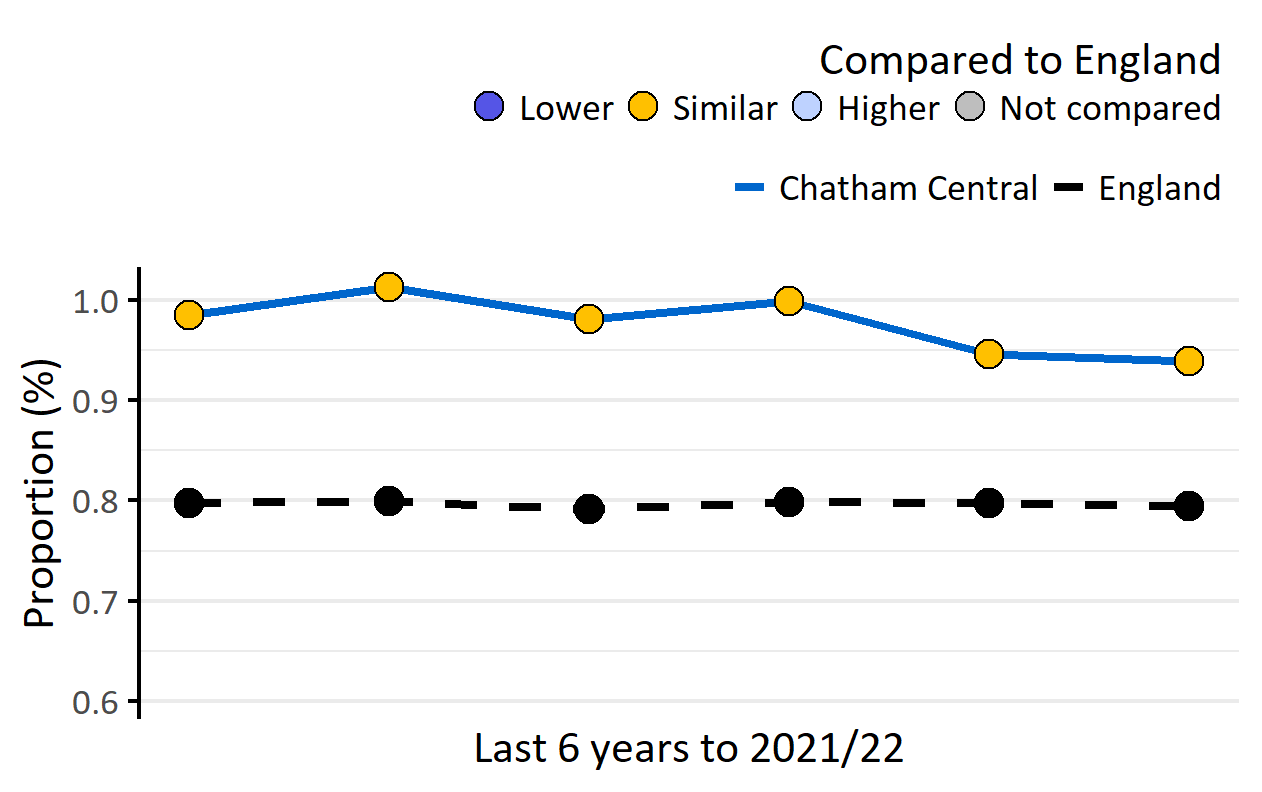 Compared to England
Lower Similar Higher Not compared
Chatham Central England
Proportion (%)
1.0
0.9
0.8
0.7
0.6
Last 6 years to 2021/22